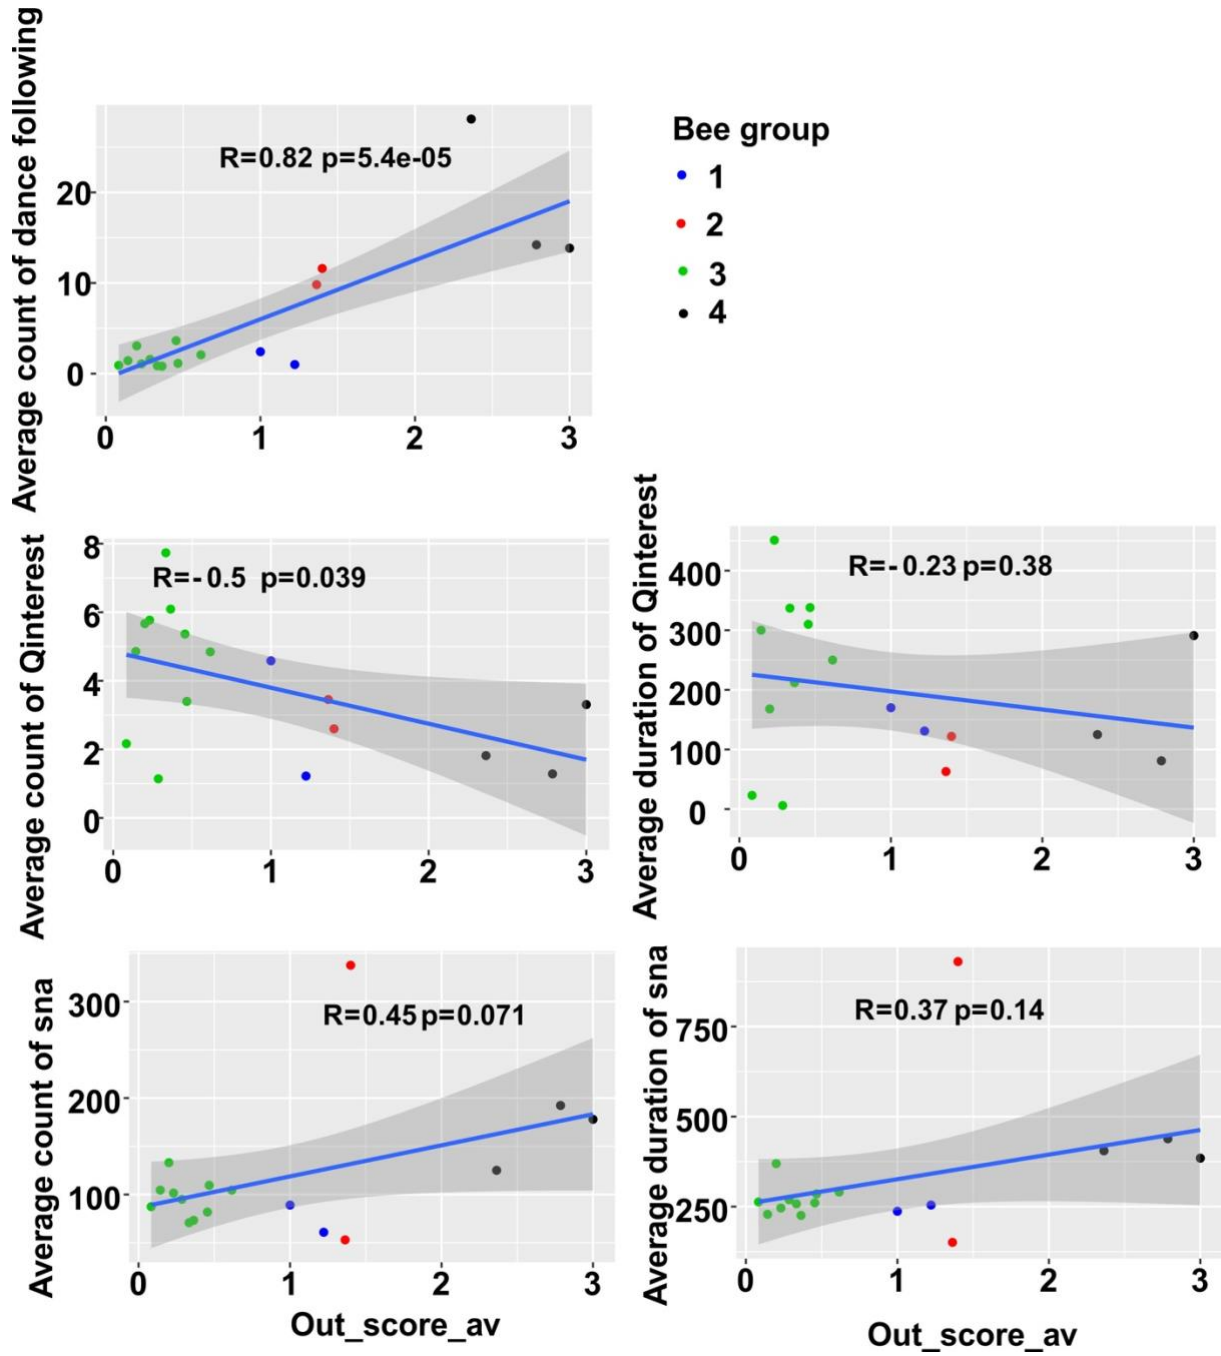 Average count of dance following
20
10
0
R=0.82 p=5.4e-05
0 1 2 3
Bee group
1
2
3
4
Average count of Qinterest
8
6
4
2
0
R=-0.5 p=0.039
0 1 2 3
Average duration of Qinterest
400
300
200
100
0
R=-0.23 p=0.38
0 1 2 3
Average count of sna
300
200
100
R=0.45 p=0.071
0 1 2 3
Out_score_av
Average duration of sna
750
500
250
R=0.37 p=0.14
0 1 2 3
Out_score_av